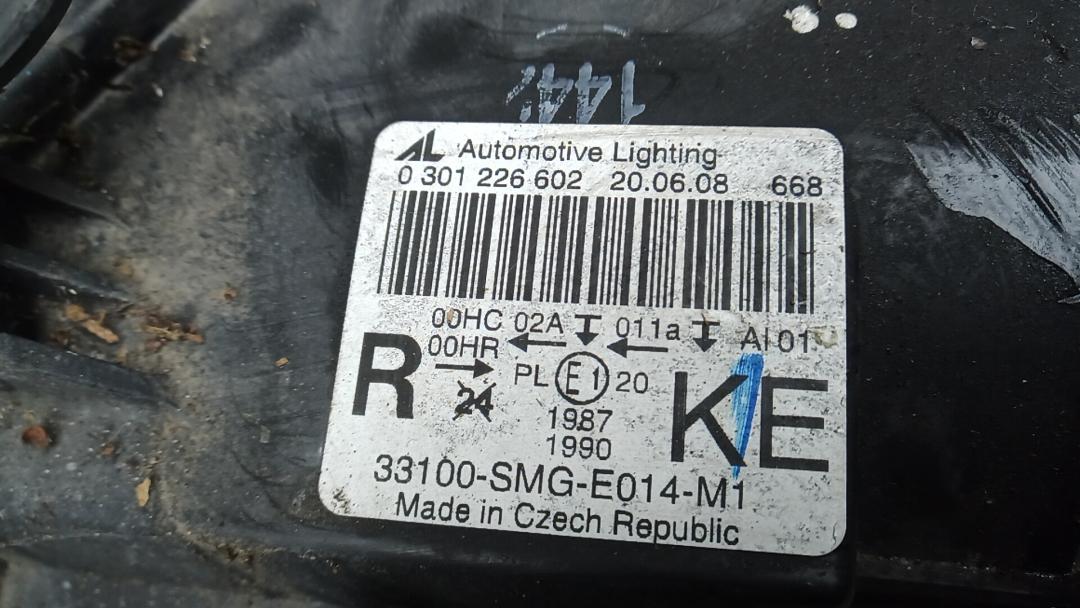 144
AL Automotive Lighting
0 301 226 602 20.06.08 668
00HC 02A 011a AI 01
00HR
R PL E1 20 KE
24
1987
1990
33100-SMG-E014-M1
Made in Czech Republic